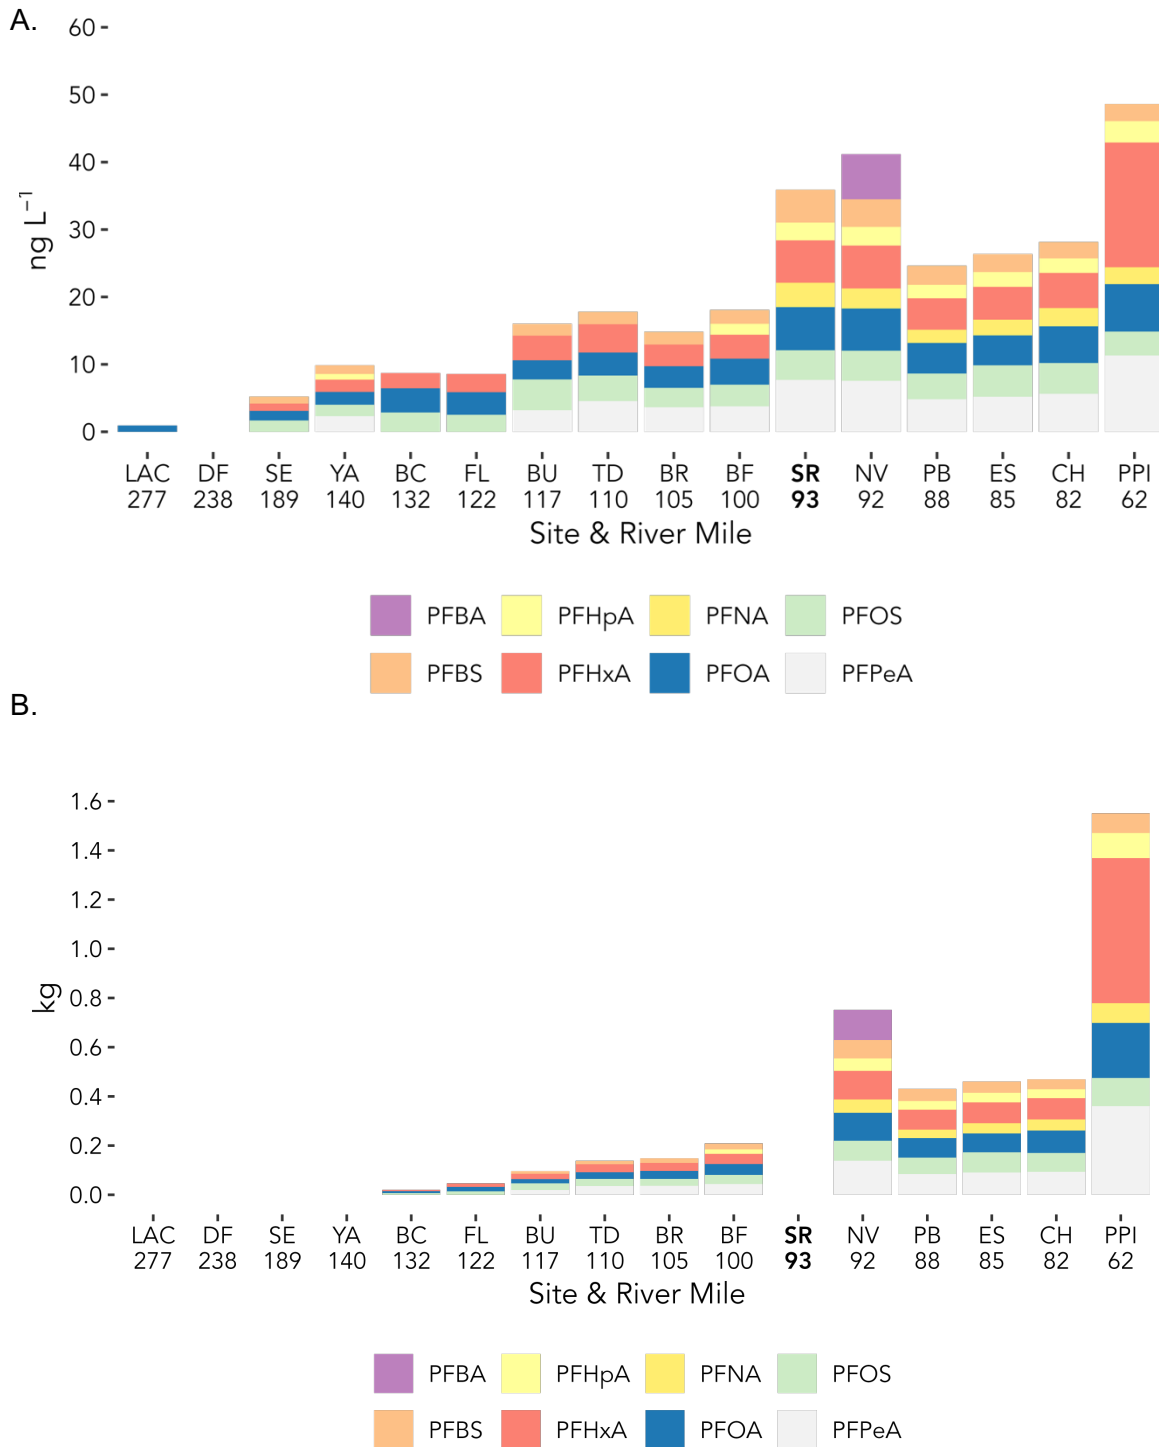 A.
60
50
40
30
20
10
0
ng L⁻¹
LAC DF SE YA BC FL BU TD BR BF SR NV PB ES CH PPI
277 238 189 140 132 122 117 110 105 100 93 92 88 85 82 62
Site & River Mile
PFBA PFHpA PFNA PFOS
PFBS PFHxA PFOA PFPeA
B.
1.6
1.4
1.2
1.0
0.8
0.6
0.4
0.2
0.0
kg
LAC DF SE YA BC FL BU TD BR BF SR NV PB ES CH PPI
277 238 189 140 132 122 117 110 105 100 93 92 88 85 82 62
Site & River Mile
PFBA PFHpA PFNA PFOS
PFBS PFHxA PFOA PFPeA